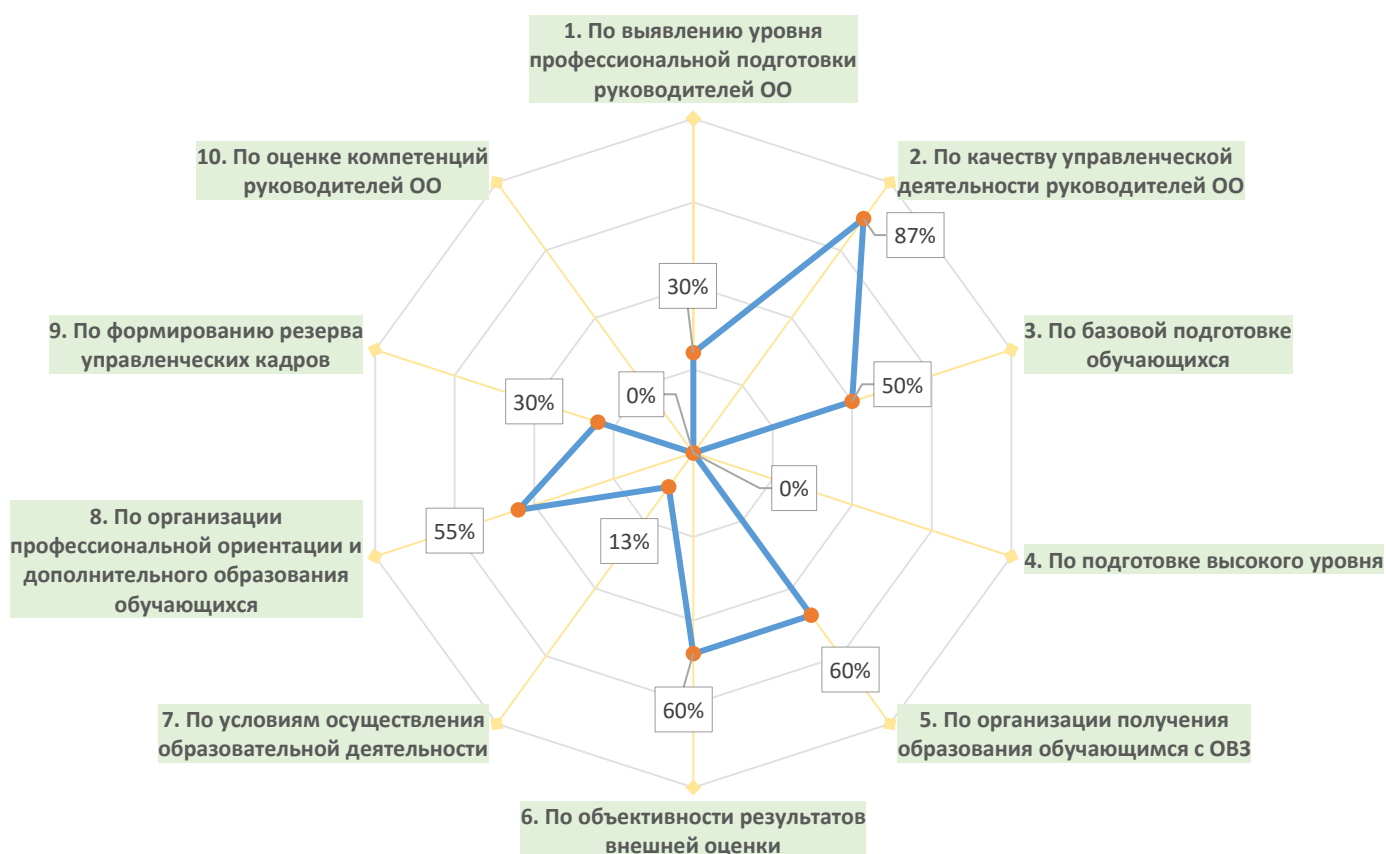 1. По выявлению уровня
профессиональной подготовки
руководителей ОО
10. По оценке компетенций
руководителей ОО
2. По качеству управленческой
деятельности руководителей ОО
87%
30%
9. По формированию резерва
управленческих кадров
3. По базовой подготовке
обучающихся
50%
30%
0%
0%
8. По организации
профессиональной ориентации и
дополнительного образования
обучающихся
55%
13%
4. По подготовке высокого уровня
60%
60%
7. По условиям осуществления
образовательной деятельности
5. По организации получения
образования обучающимся с ОВЗ
6. По объективности результатов
внешней оценки